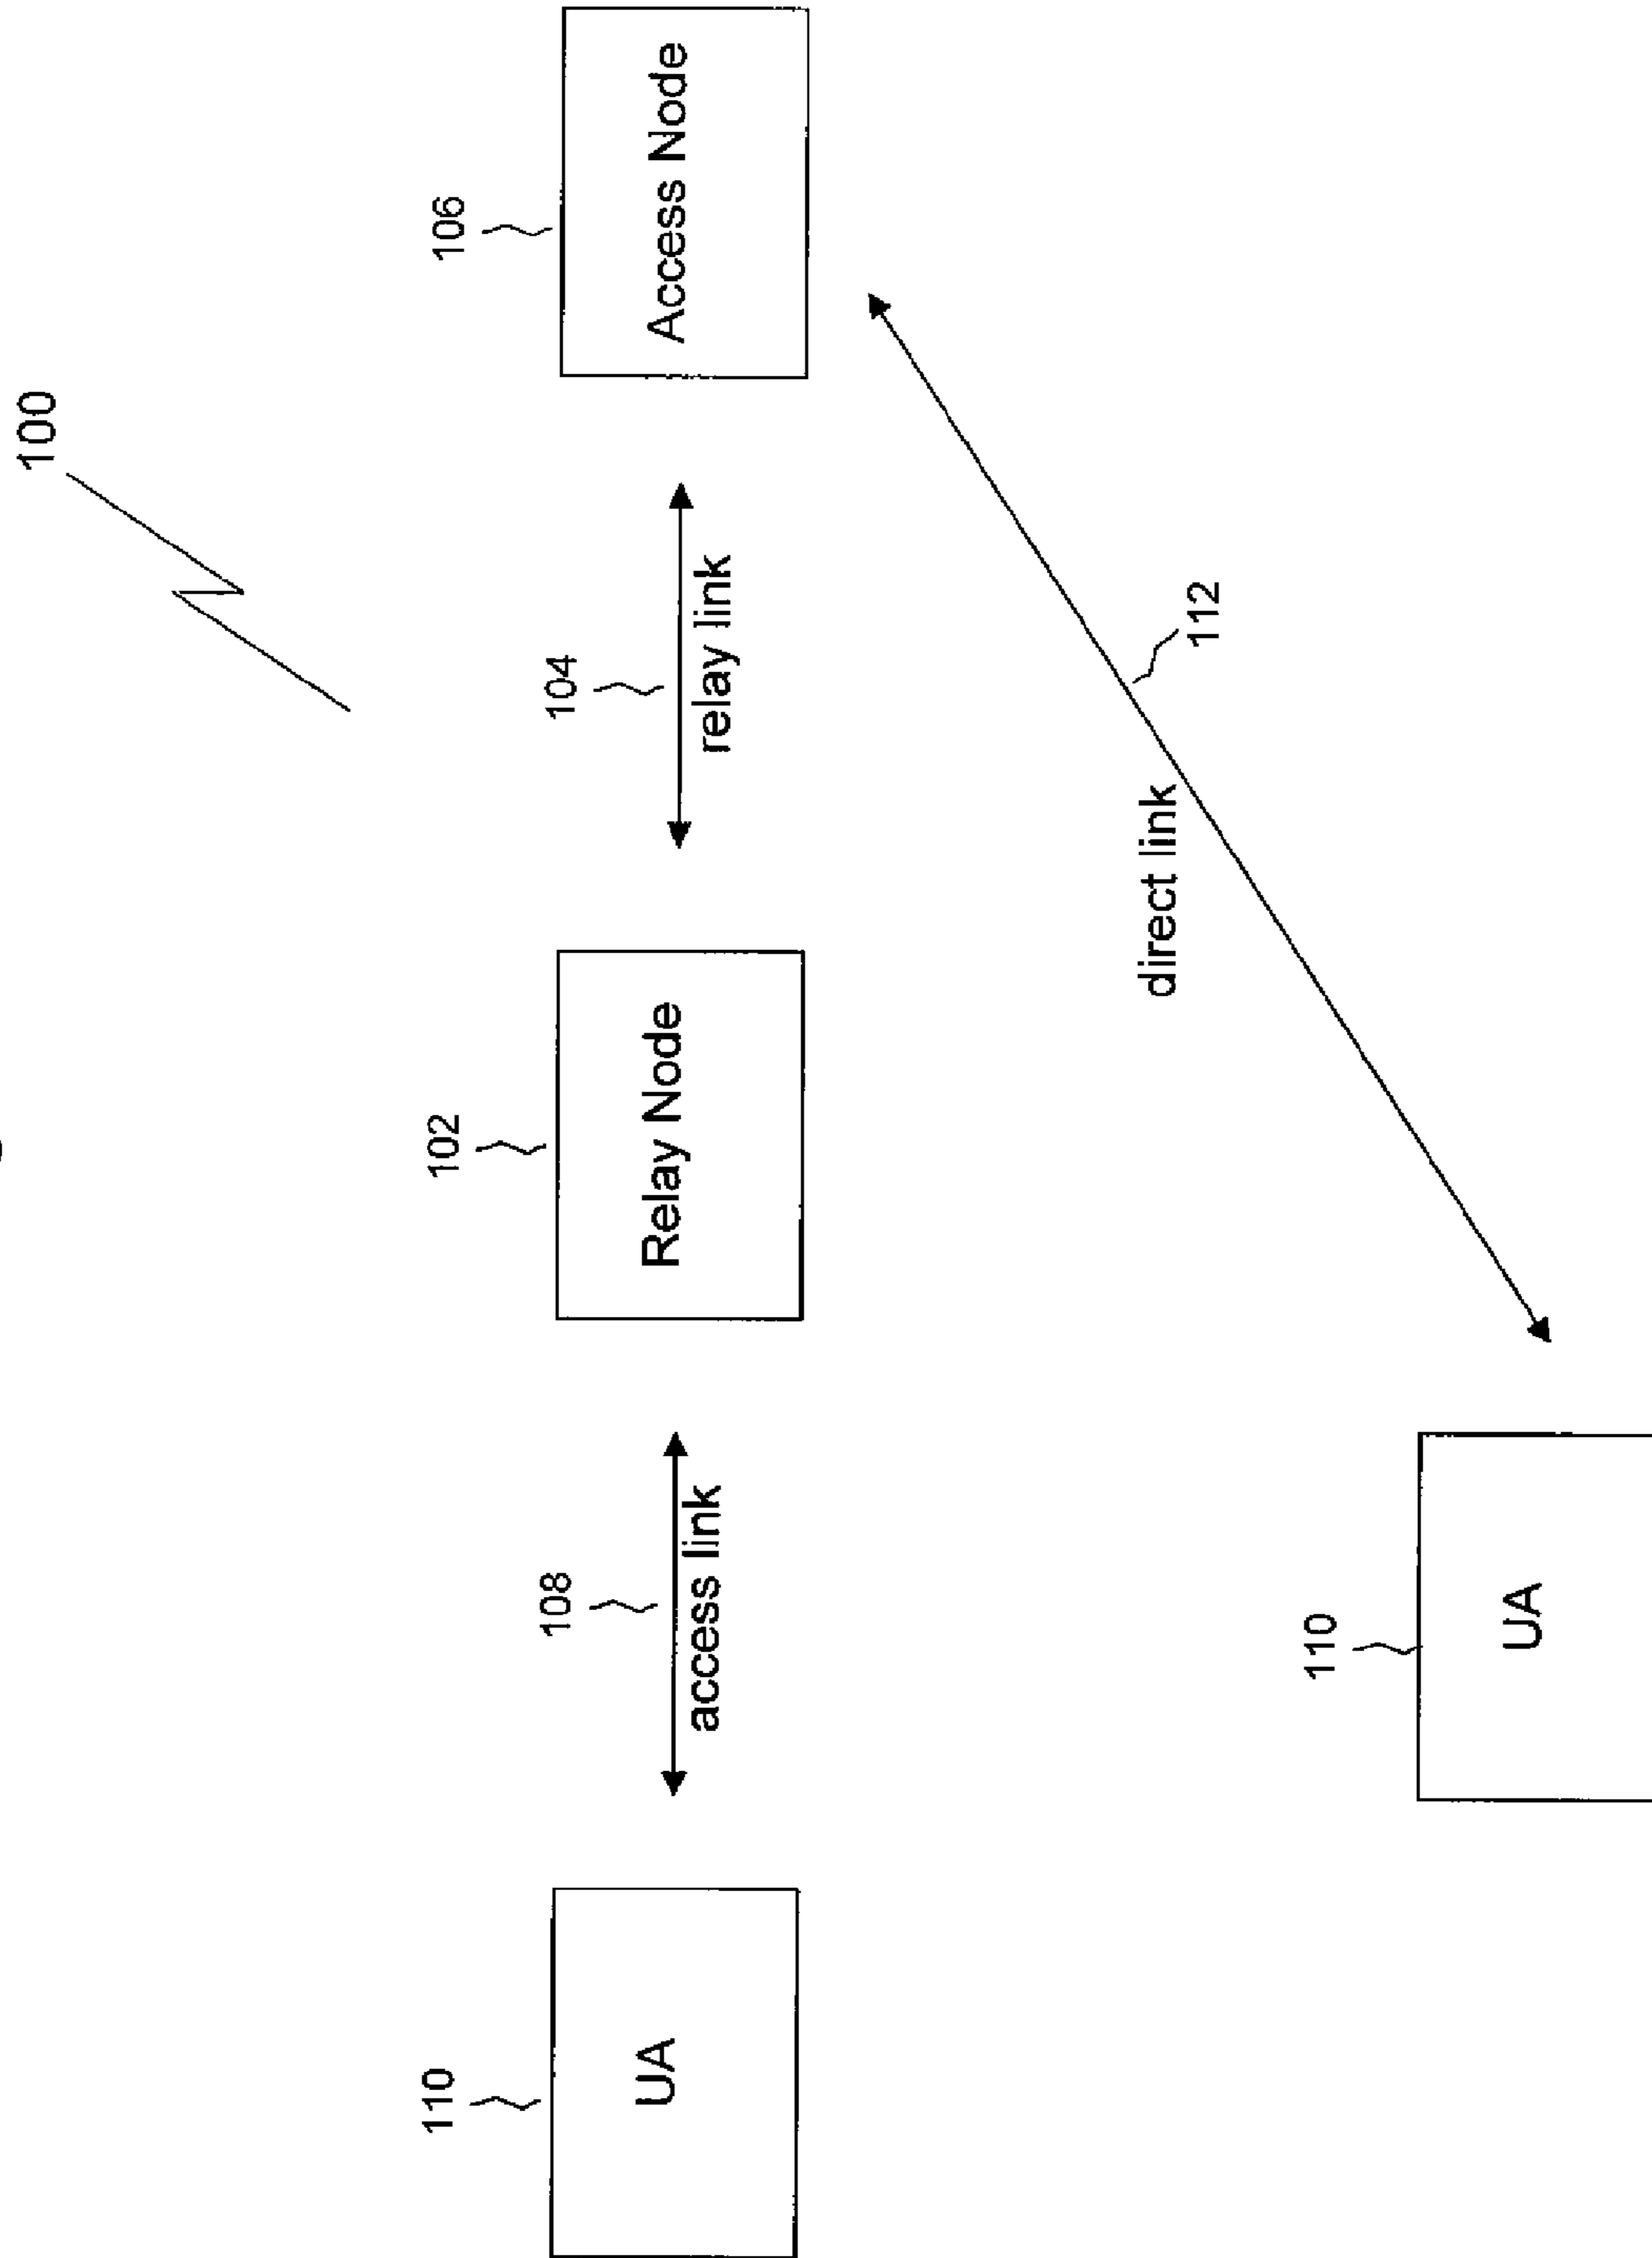 100
110
102
106
108
104
UA
Relay Node
Access Node
access link
relay link
direct link
112
110
UA